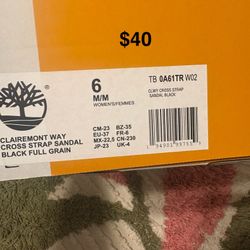 $40
6
M/M
WOMEN'S/FEMMES
TB 0A61TR W02
CLWY CROSS STRAP
SANDAL BLACK
CM-23 BZ-35
EU-37 FR-6
MX-22,5 CN-230
JP-23 UK-4
CLAIREMONT WAY
CROSS STRAP SANDAL
BLACK FULL GRAIN